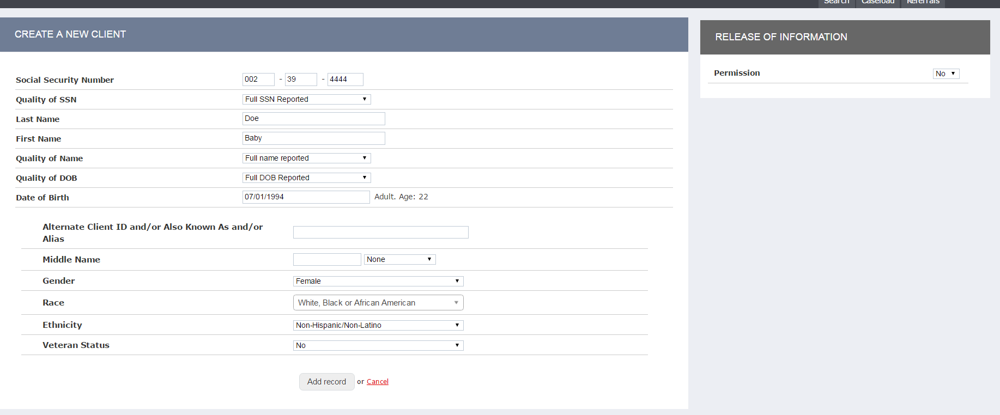 Search Caseload Referrals
CREATE A NEW CLIENT
Social Security Number 002 - 39 - 4444
Quality of SSN Full SSN Reported
Last Name Doe
First Name Baby
Quality of Name Full name reported
Quality of DOB Full DOB Reported
Date of Birth 07/01/1994 Adult. Age: 22
Alternate Client ID and/or Also Known As and/or
Alias
Middle Name None
Gender Female
Race White, Black or African American
Ethnicity Non-Hispanic/Non-Latino
Veteran Status No
Add record or Cancel
RELEASE OF INFORMATION
Permission No